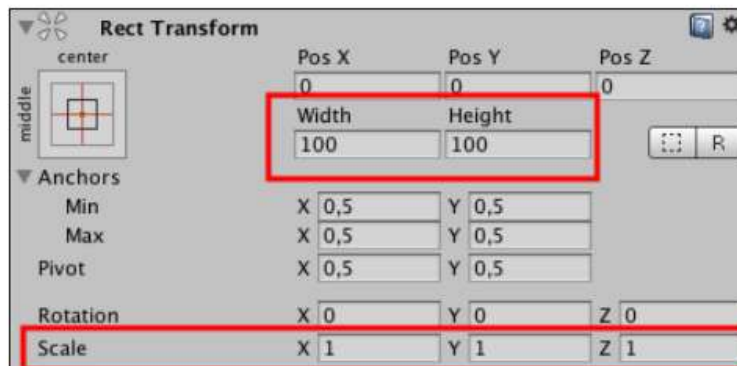 Rect Transform
center
middle
Pos X Pos Y Pos Z
0 0 0
Width Height
100 100
R
Anchors
Min X 0,5 Y 0,5
Max X 0,5 Y 0,5
Pivot X 0,5 Y 0,5
Rotation X 0 Y 0 Z 0
Scale X 1 Y 1 Z 1